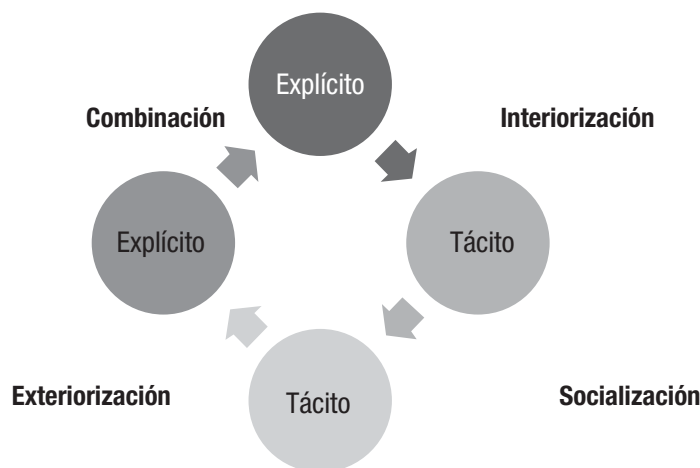 Explícito
Combinación
Interiorización
Explícito
Tácito
Exteriorización
Tácito
Socialización